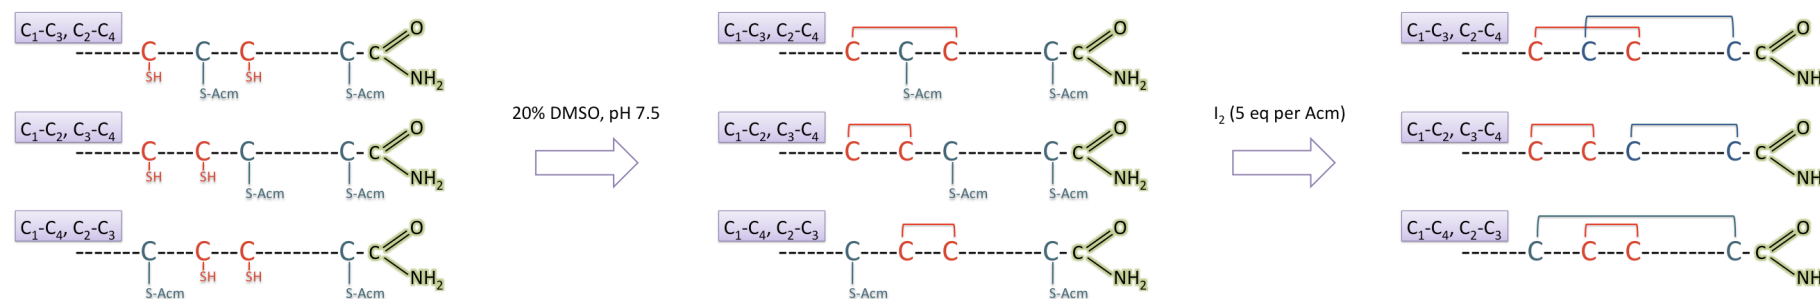 C1-C3, C2-C4
C C C C C O
SH S-Acm SH S-Acm NH2
C1-C2, C3-C4
C C C C C O
SH SH S-Acm S-Acm NH2
C1-C4, C2-C3
C C C C C O
S-Acm SH SH S-Acm NH2
20% DMSO, pH 7.5
C1-C3, C2-C4
C C C C C O
S-Acm S-Acm NH2
C1-C2, C3-C4
C C C C C O
S-Acm S-Acm NH2
C1-C4, C2-C3
C C C C C O
S-Acm S-Acm NH2
I2 (5 eq per Acm)
C1-C3, C2-C4
C C C C C O
NH
C1-C2, C3-C4
C C C C C O
NH
C1-C4, C2-C3
C C C C C O
NH